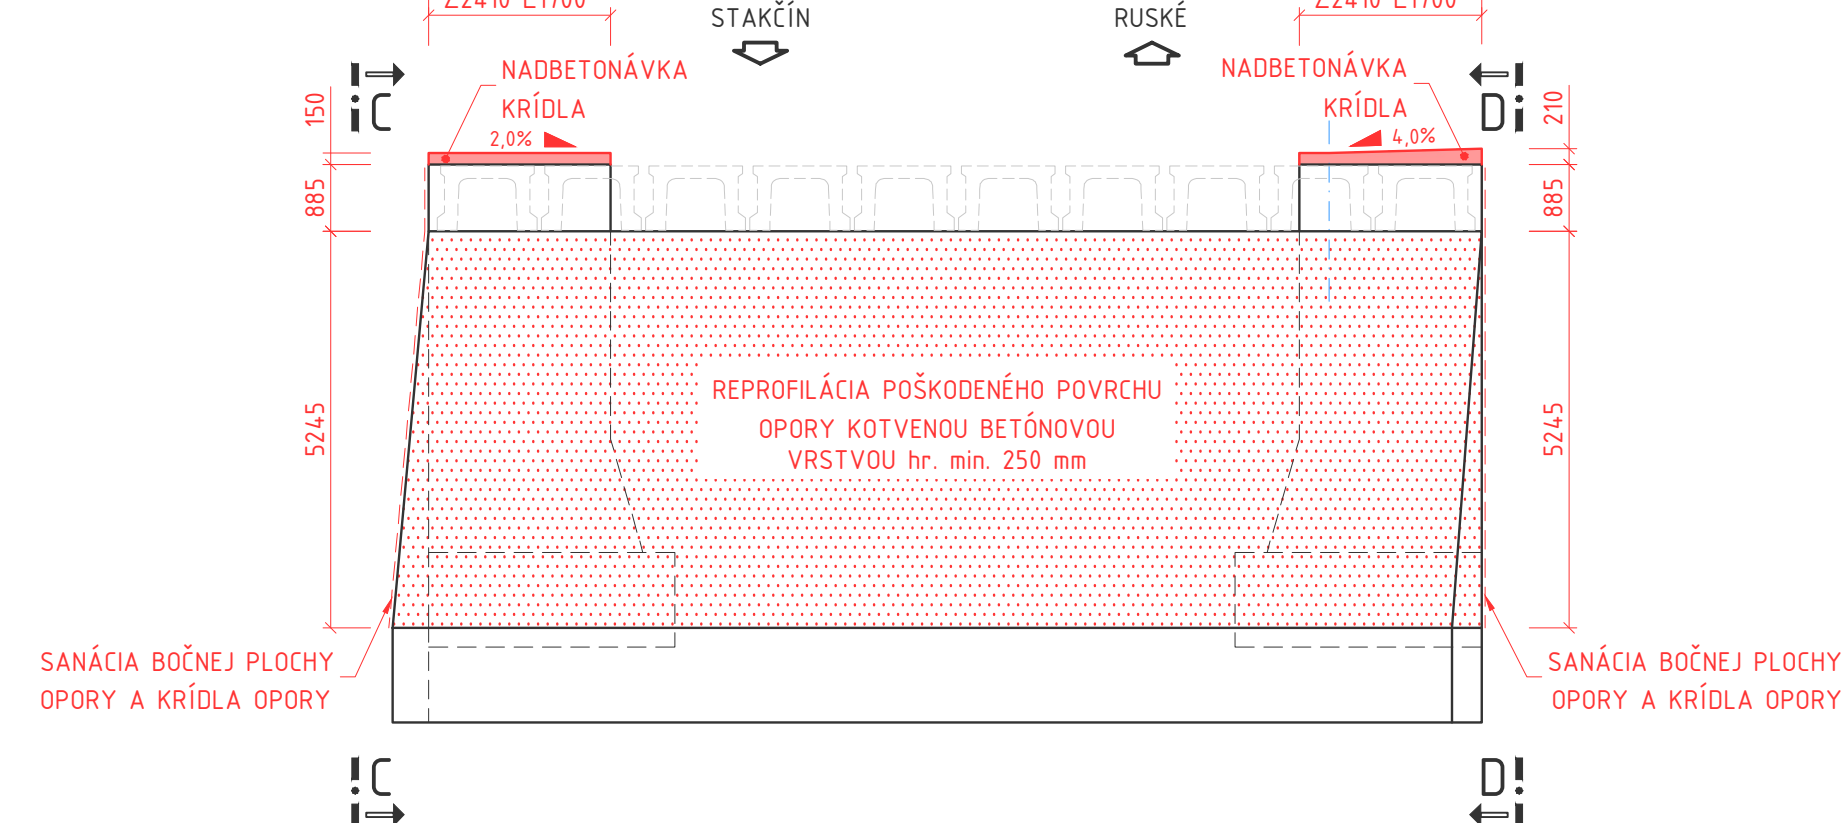 STAKČÍN
RUSKÉ
NADBETONÁVKA
KRÍDLA
2,0%
NADBETONÁVKA
KRÍDLA
4,0%
C
D
150
885
5245
210
885
5245
REPROFILÁCIA POŠKODENÉHO POVRCHU
OPORY KOTVENOU BETÓNOVOU
VRSTVOU hr. min. 250 mm
SANÁCIA BOČNEJ PLOCHY
OPORY A KRÍDLA OPORY
SANÁCIA BOČNEJ PLOCHY
OPORY A KRÍDLA OPORY
C
D